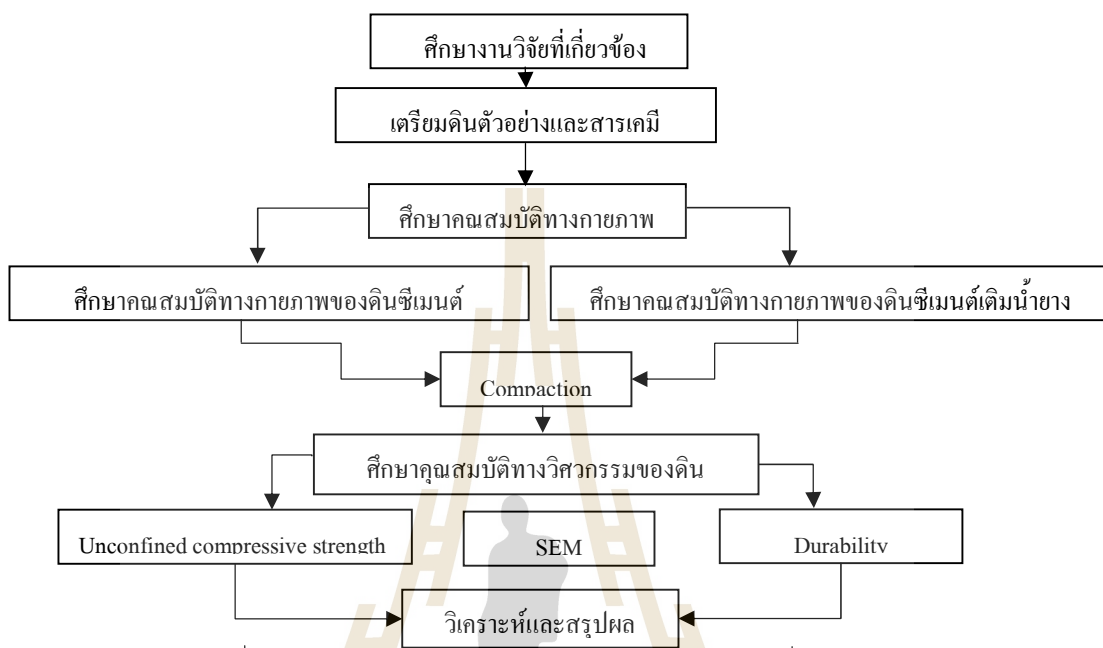 ศึกษางานวิจัยที่เกี่ยวข้อง
เตรียมดินตัวอย่างและสารเคมี
ศึกษาคณสมบัติทางกายภาพ
ศึกษาคณสมบัติทางกายภาพของดินซีเมนต์
ศึกษาคณสมบัติทางกายภาพของดินซีเมนต์เติมน้ำยาง
Compaction
ศึกษาคุณสมบัติทางวิศวกรรมของดิน
Unconfined compressive strength
SEM
Durability
วิเคราะห์และสรุปผล